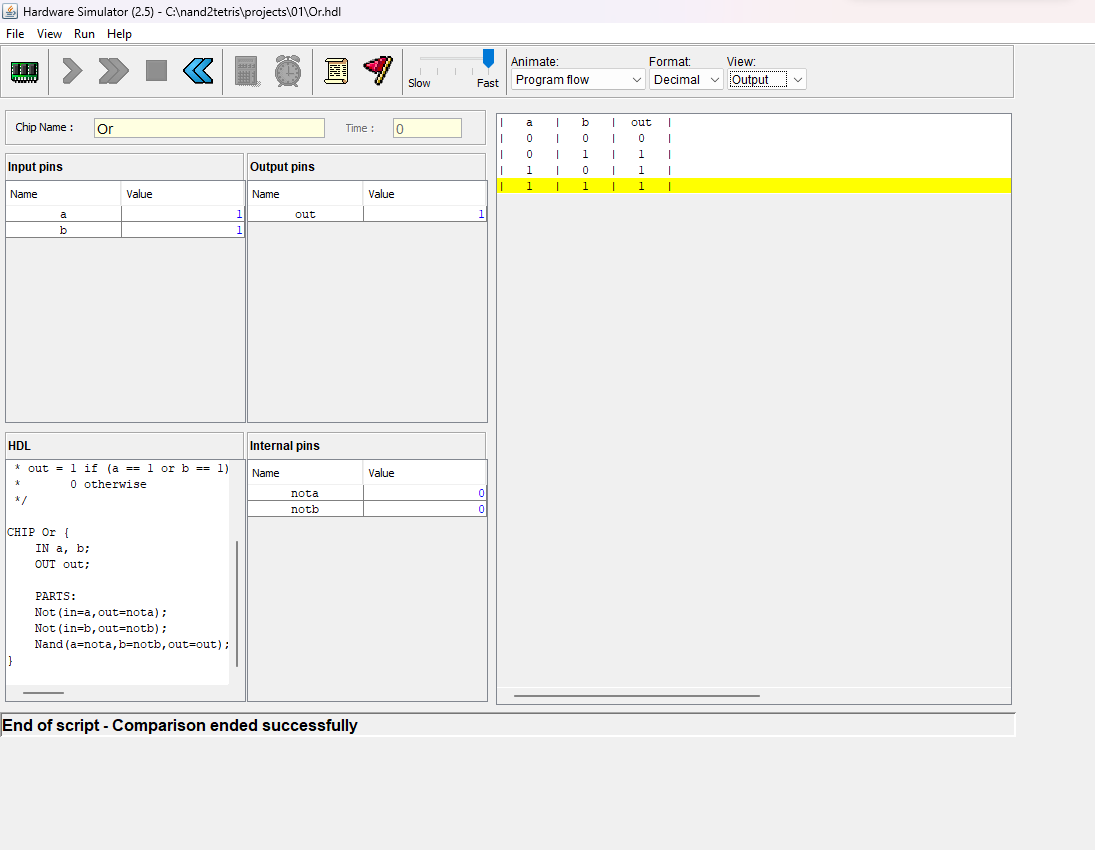 Hardware Simulator (2.5) - C:\nand2tetris\projects\01\Or.hdl
File View Run Help
Slow Fast
Animate: Format: View:
Program flow Decimal Output
Chip Name : Or Time : 0
Input pins
Name Value
a 1
b 1
Output pins
Name Value
out 1
HDL
* out = 1 if (a == 1 or b == 1)
* 0 otherwise
*/
CHIP Or {
IN a, b;
OUT out;
PARTS:
Not(in=a,out=nota);
Not(in=b,out=notb);
Nand(a=nota,b=notb,out=out);
}
Internal pins
Name Value
nota 0
notb 0
| a | b | out |
| 0 | 0 | 0 |
| 0 | 1 | 1 |
| 1 | 0 | 1 |
| 1 | 1 | 1 |
End of script - Comparison ended successfully